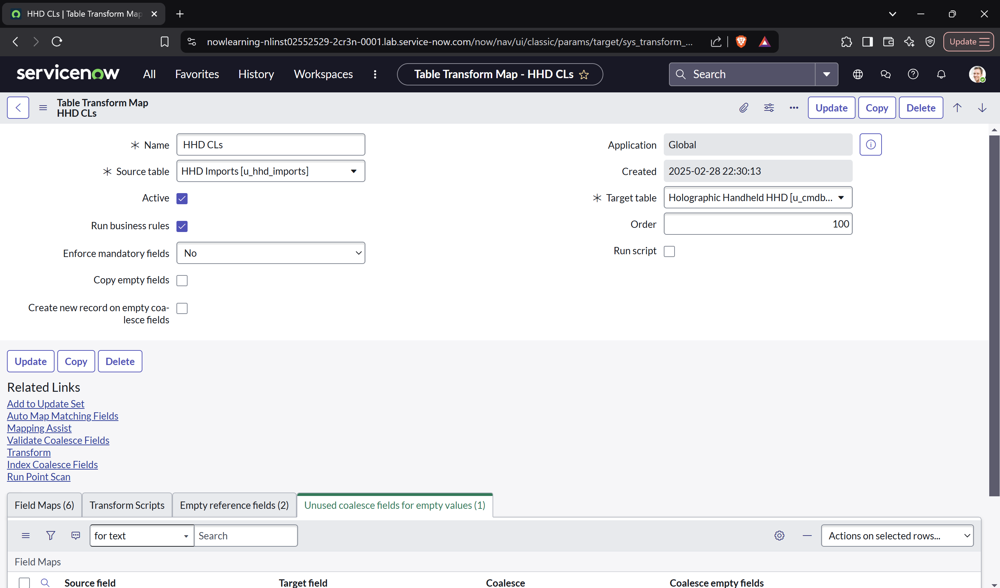 HHD CLs | Table Transform Map
nowlearning-nlinst02552529-2cr3n-0001.lab.service-now.com/now/nav/ui/classic/params/target/sys_transform_...
Update
servicenow
All
Favorites
History
Workspaces
Table Transform Map - HHD CLs
Search
Table Transform Map
HHD CLs
Update
Copy
Delete
Name
HHD CLs
Application
Global
Source table
HHD Imports [u_hhd_imports]
Created
2025-02-28 22:30:13
Active
Target table
Holographic Handheld HHD [u_cmdb...
Run business rules
Order
100
Enforce mandatory fields
No
Run script
Copy empty fields
Create new record on empty coa-
lesce fields
Update
Copy
Delete
Related Links
Add to Update Set
Auto Map Matching Fields
Mapping Assist
Validate Coalesce Fields
Transform
Index Coalesce Fields
Run Point Scan
Field Maps (6)
Transform Scripts
Empty reference fields (2)
Unused coalesce fields for empty values (1)
for text
Search
Actions on selected rows...
Field Maps
Source field
Target field
Coalesce
Coalesce empty fields